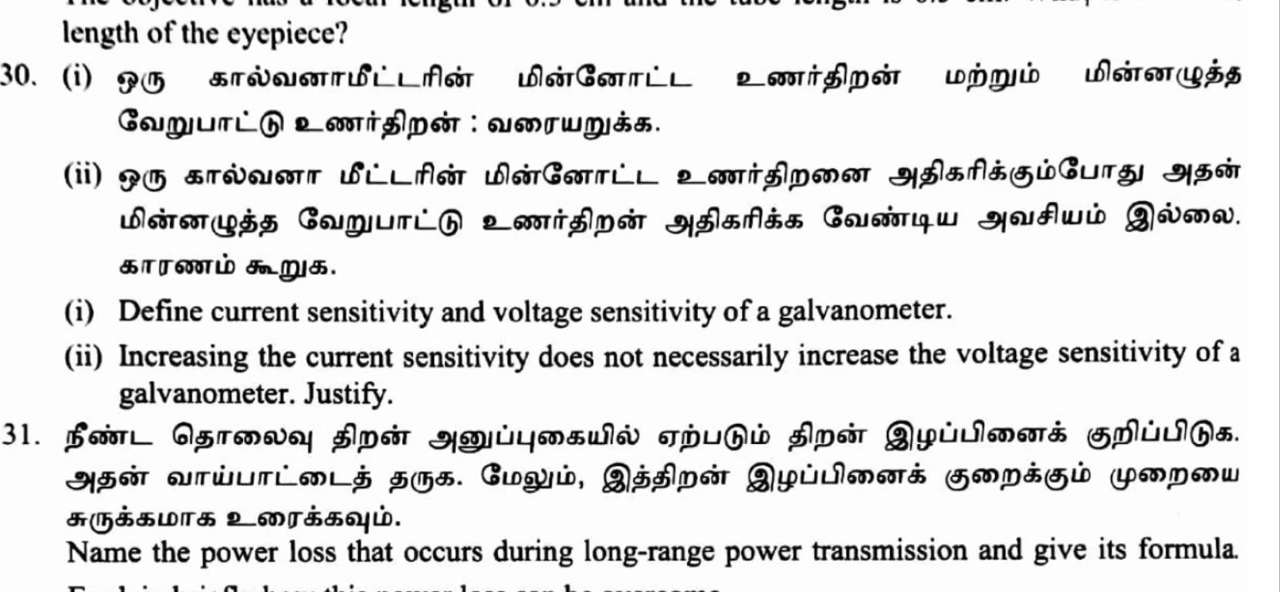 length of the eyepiece?
30. (i) ஒரு கால்வனாமீட்டரின் மின்னோட்ட உணர்திறன் மற்றும் மின்னழுத்த
வேறுபாட்டு உணர்திறன் : வரையறுக்க.
(ii) ஒரு கால்வனா மீட்டரின் மின்னோட்ட உணர்திறனை அதிகரிக்கும்போது அதன்
மின்னழுத்த வேறுபாட்டு உணர்திறன் அதிகரிக்க வேண்டிய அவசியம் இல்லை.
காரணம் கூறுக.
(i) Define current sensitivity and voltage sensitivity of a galvanometer.
(ii) Increasing the current sensitivity does not necessarily increase the voltage sensitivity of a
galvanometer. Justify.
31. நீண்ட தொலைவு திறன் அனுப்புகையில் ஏற்படும் திறன் இழப்பினைக் குறிப்பிடுக.
அதன் வாய்பாட்டைத் தருக. மேலும், இத்திறன் இழப்பினைக் குறைக்கும் முறையை
சுருக்கமாக உரைக்கவும்.
Name the power loss that occurs during long-range power transmission and give its formula.